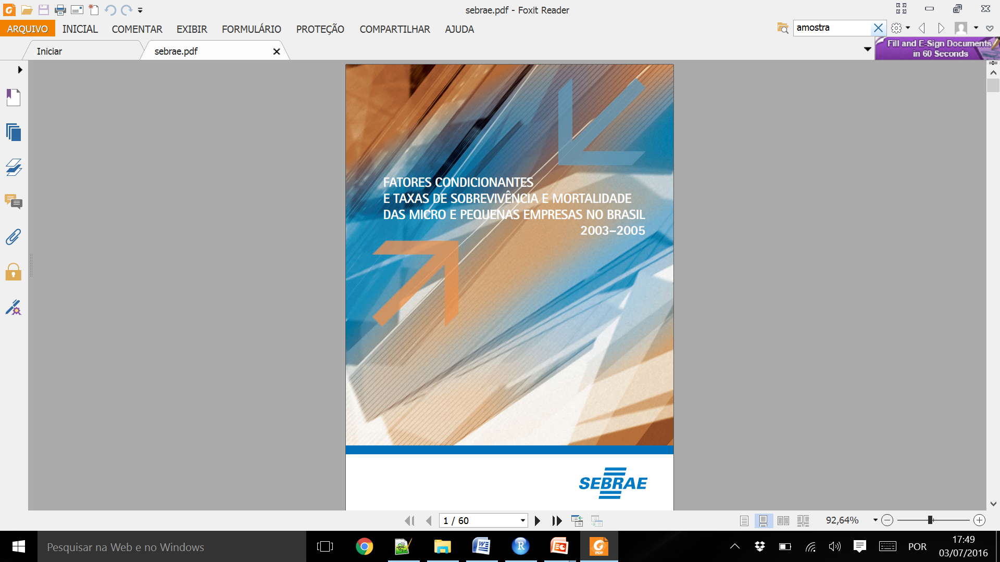 sebrae.pdf - Foxit Reader
ARQUIVO INICIAL COMENTAR EXIBIR FORMULÁRIO PROTEÇÃO COMPARTILHAR AJUDA
amostra
Iniciar
sebrae.pdf
Fill and E-Sign Documents
in 60 Seconds
FATORES CONDICIONANTES
E TAXAS DE SOBREVIVÊNCIA E MORTALIDADE
DAS MICRO E PEQUENAS EMPRESAS NO BRASIL
2003–2005
SEBRAE
1 / 60
92,64%
Pesquisar na Web e no Windows
W
R
PDF
POR
17:49
03/07/2016